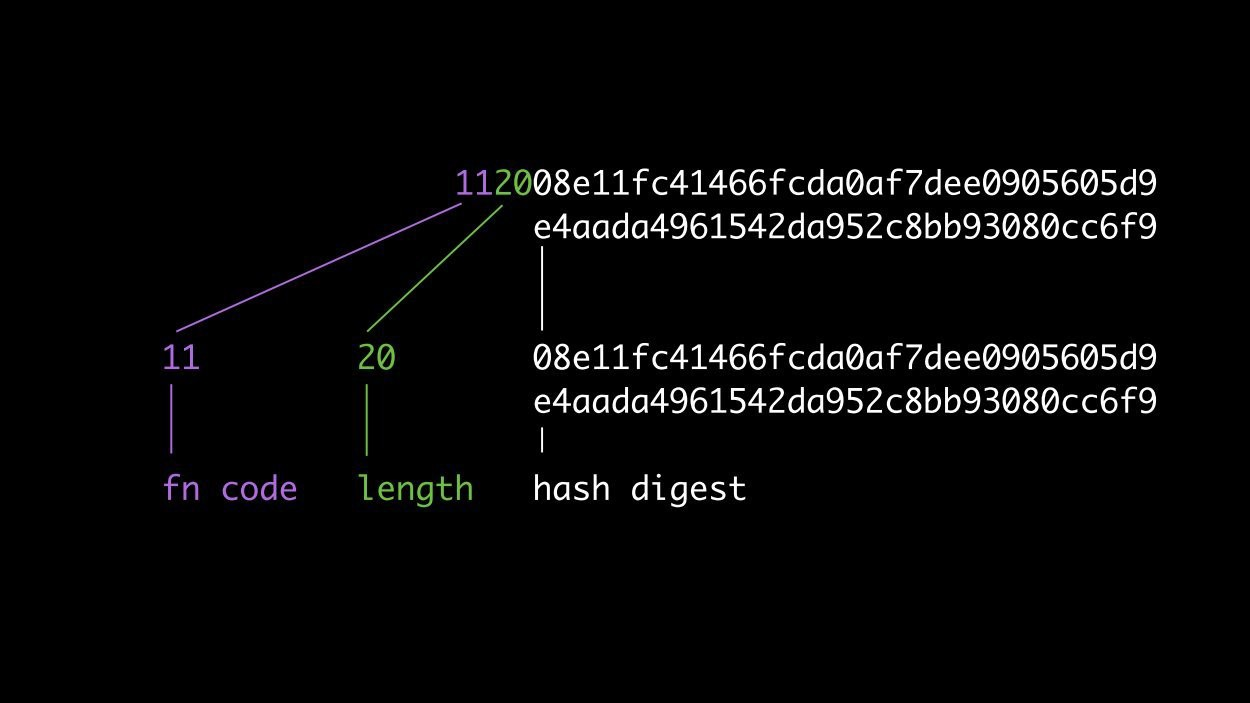 112008e11fc41466fcda0af7dee0905605d9
e4aada4961542da952c8bb93080cc6f9
11 20 08e11fc41466fcda0af7dee0905605d9
e4aada4961542da952c8bb93080cc6f9
fn code length hash digest